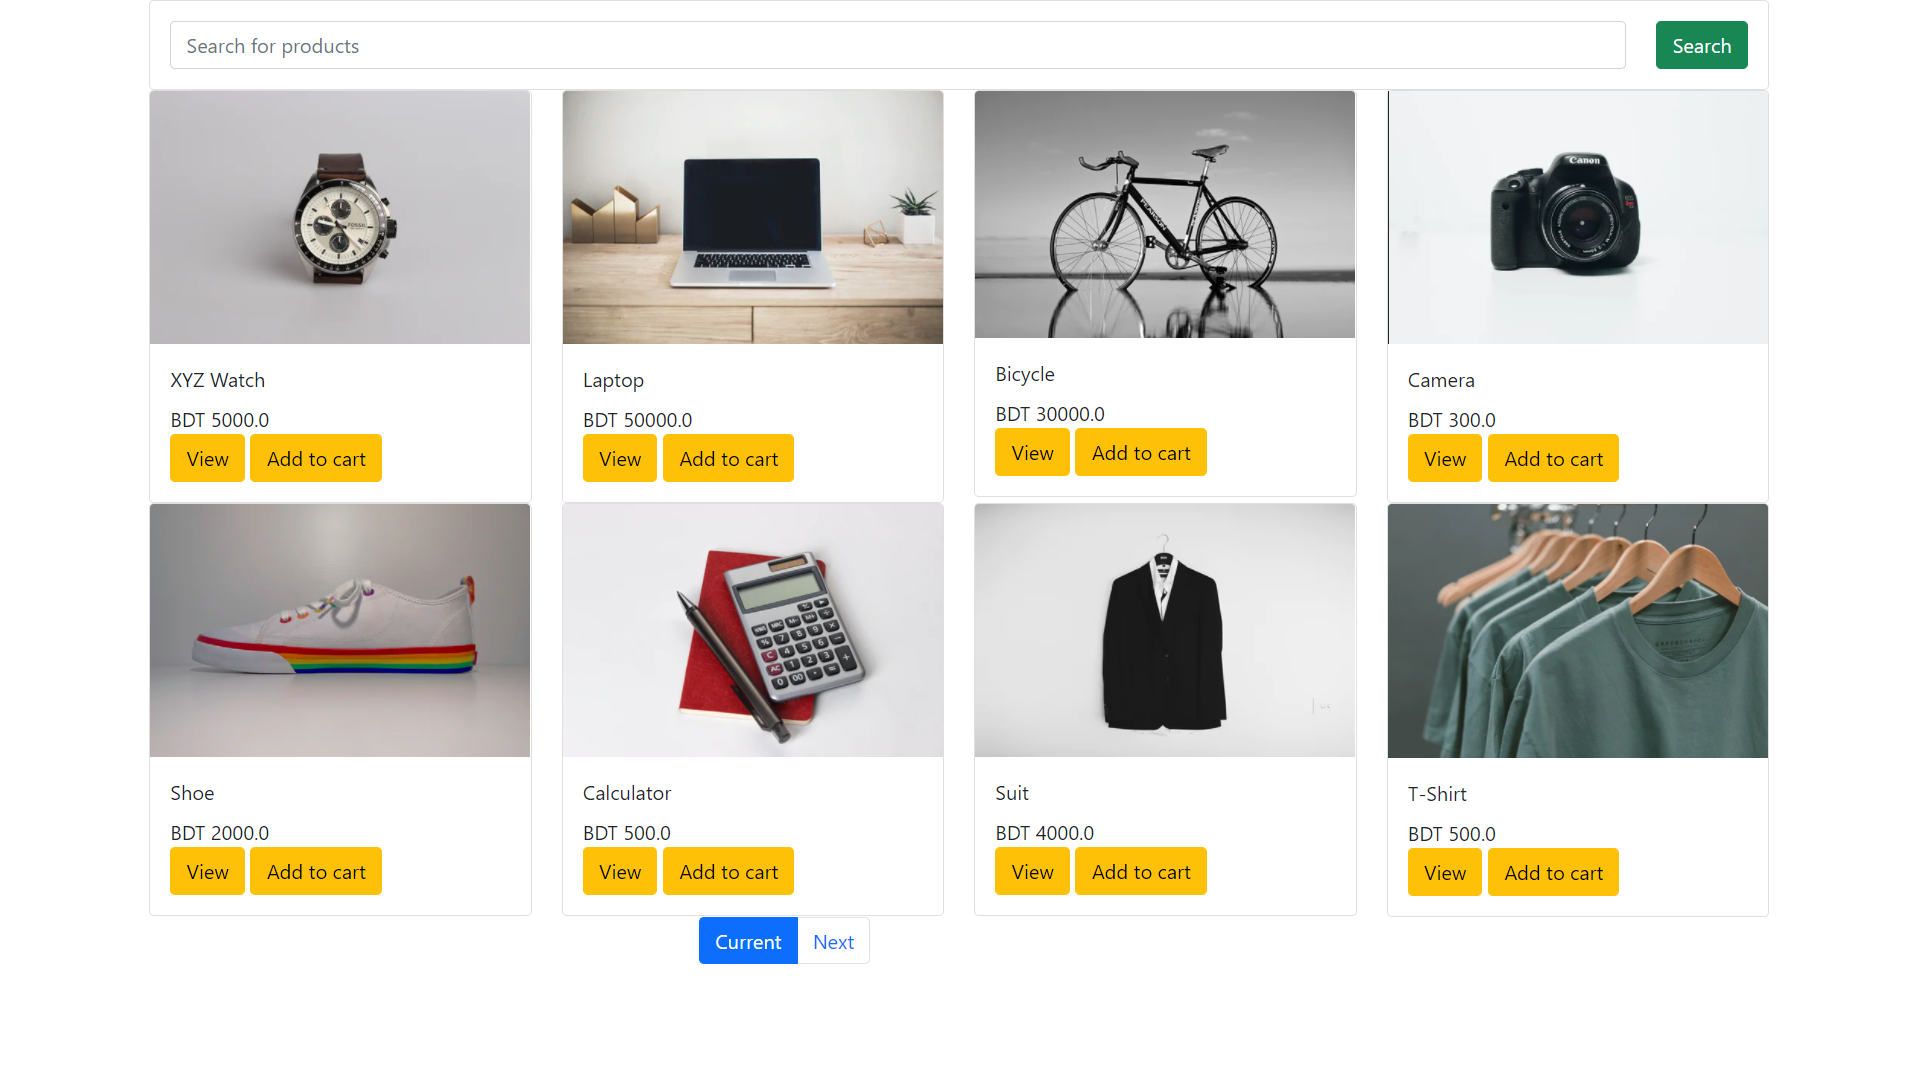 Search for products
Search
FOSSIL
PEARSON
Canon
XYZ Watch
BDT 5000.0
View Add to cart
Laptop
BDT 50000.0
View Add to cart
Bicycle
BDT 30000.0
View Add to cart
Camera
BDT 300.0
View Add to cart
Shoe
BDT 2000.0
View Add to cart
Calculator
BDT 500.0
View Add to cart
Suit
BDT 4000.0
View Add to cart
T-Shirt
BDT 500.0
View Add to cart
Current Next